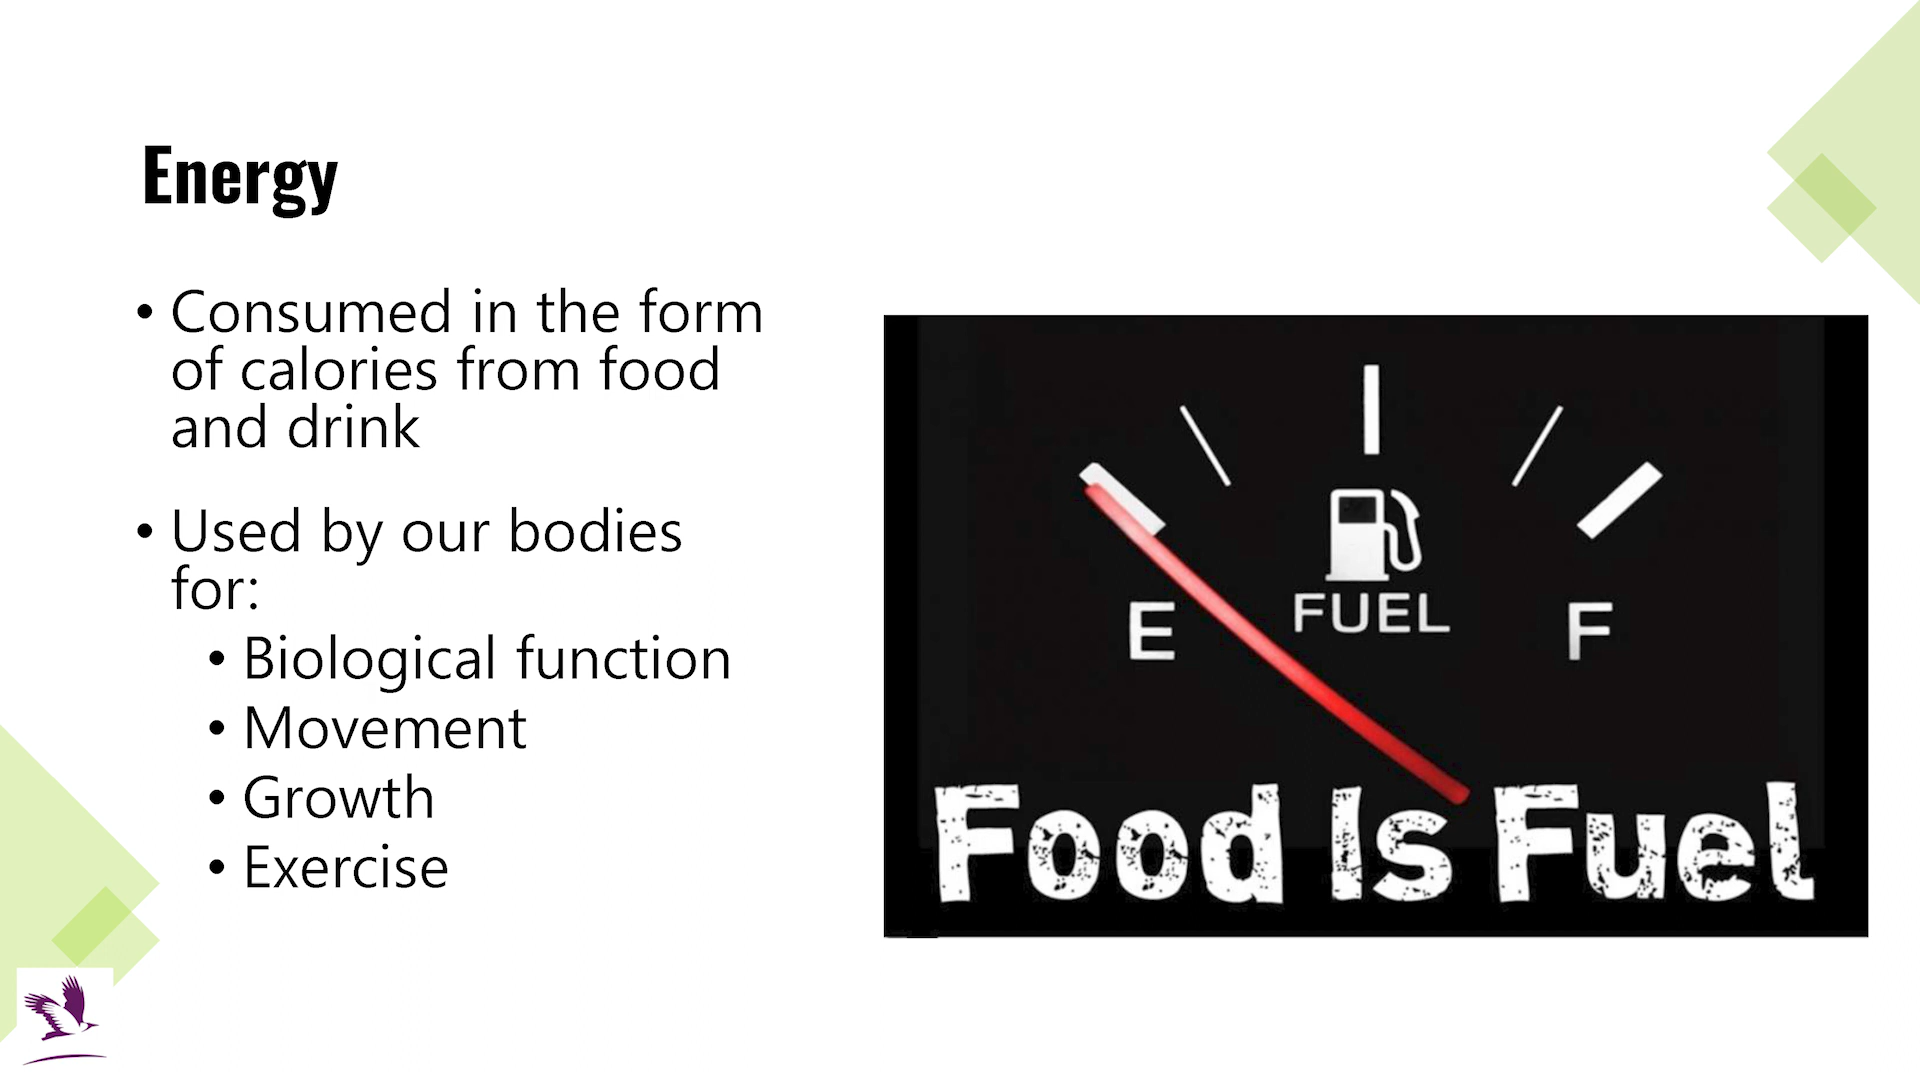 Energy
• Consumed in the form
of calories from food
and drink
• Used by our bodies
for:
• Biological function
• Movement
• Growth
• Exercise
FUEL
E
F
Food Is Fuel